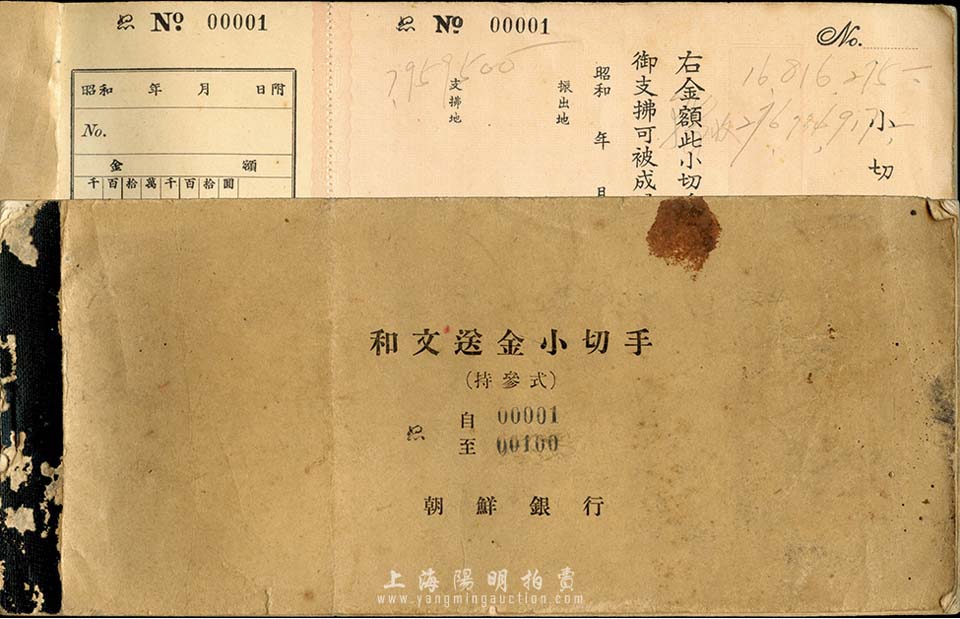 No 00001
昭和 年 月 日附
No.
金額
千百拾萬千百拾圓
No 00001
No.
小切
右金額此小切
御支拂可被成
昭和 年
振出地
支拂地
7,959,500
16,816,275
和文送金小切手
(持參式)
自 00001
至 00100
朝鮮銀行
上海陽明拍賣
www.yangmingauction.com